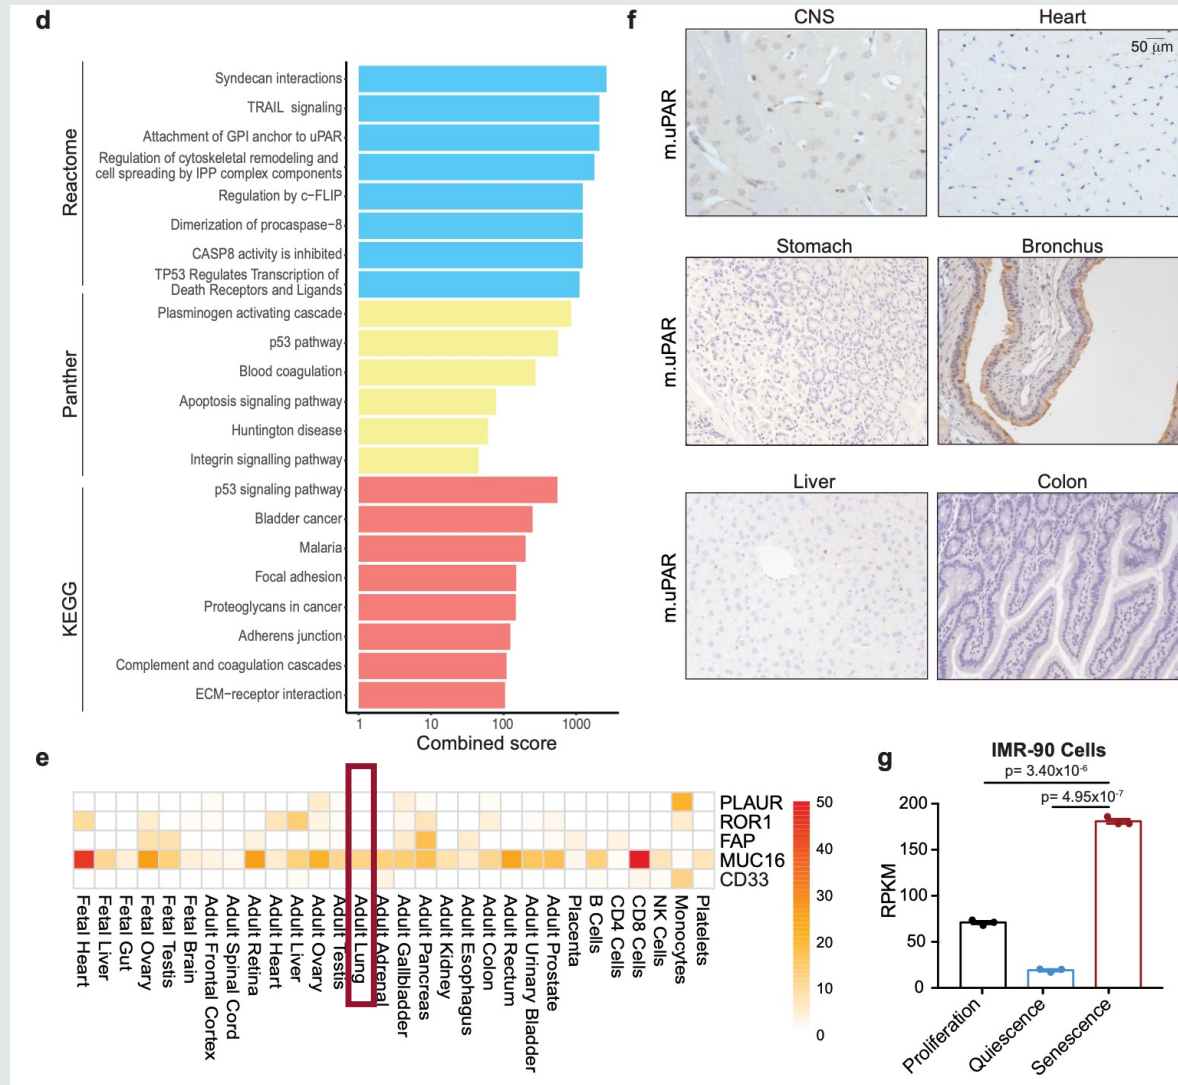 d
Reactome
Syndecan interactions
TRAIL signaling
Attachment of GPI anchor to uPAR
Regulation of cytoskeletal remodeling and
cell spreading by IPP complex components
Regulation by c−FLIP
Dimerization of procaspase−8
CASP8 activity is inhibited
TP53 Regulates Transcription of
Death Receptors and Ligands
Panther
Plasminogen activating cascade
p53 pathway
Blood coagulation
Apoptosis signaling pathway
Huntington disease
Integrin signalling pathway
KEGG
p53 signaling pathway
Bladder cancer
Malaria
Focal adhesion
Proteoglycans in cancer
Adherens junction
Complement and coagulation cascades
ECM−receptor interaction
1 10 100 1000
Combined score
e
PLAUR
ROR1
FAP
MUC16
CD33
50
40
30
20
10
0
Fetal Heart
Fetal Liver
Fetal Gut
Fetal Ovary
Fetal Testis
Fetal Brain
Adult Frontal Cortex
Adult Spinal Cord
Adult Retina
Adult Heart
Adult Liver
Adult Ovary
Adult Testis
Adult Lung
Adult Adrenal
Adult Gallbladder
Adult Pancreas
Adult Kidney
Adult Esophagus
Adult Colon
Adult Rectum
Adult Urinary Bladder
Adult Prostate
Placenta
B Cells
CD4 Cells
CD8 Cells
NK Cells
Monocytes
Platelets
f
CNS
Heart
50 μm
m.uPAR
Stomach
Bronchus
m.uPAR
Liver
Colon
m.uPAR
g
IMR-90 Cells
p= 3.40x10⁻⁶
p= 4.95x10⁻⁷
RPKM
200
150
100
50
0
Proliferation
Quiescence
Senescence